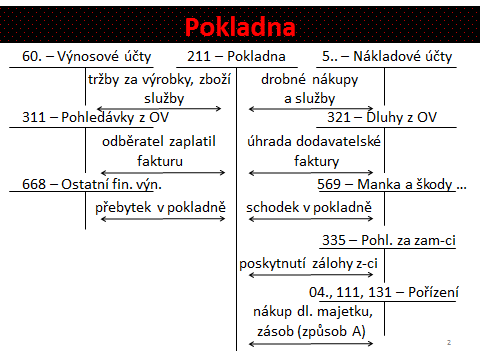 Pokladna
60. – Výnosové účty
211 – Pokladna
5.. – Nákladové účty
tržby za výrobky, zboží
služby
drobné nákupy
a služby
311 – Pohledávky z OV
321 – Dluhy z OV
odběratel zaplatil
fakturu
úhrada dodavatelské
faktury
668 – Ostatní fin. výn.
569 – Manka a škody ...
přebytek v pokladně
schodek v pokladně
335 – Pohl. za zam-ci
poskytnutí zálohy z-ci
04., 111, 131 – Pořízení
nákup dl. majetku,
zásob (způsob A)
2